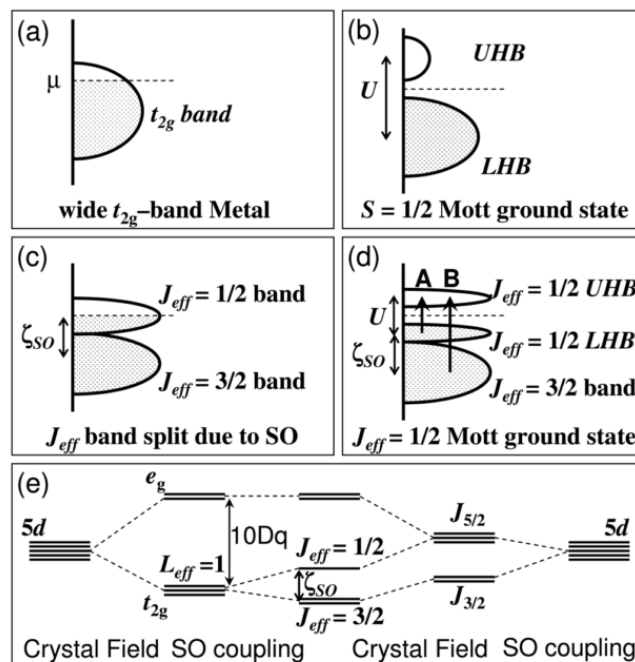 (a)
μ
t2g band
wide t2g–band Metal
(b)
UHB
U
LHB
S = 1/2 Mott ground state
(c)
Jeff = 1/2 band
ζSO
Jeff = 3/2 band
Jeff band split due to SO
(d)
A B
Jeff = 1/2 UHB
U
Jeff = 1/2 LHB
ζSO
Jeff = 3/2 band
Jeff = 1/2 Mott ground state
(e)
eg
5d
10Dq
J5/2
5d
Leff=1
Jeff = 1/2
ζSO
t2g
Jeff = 3/2
J3/2
Crystal Field SO coupling Crystal Field SO coupling